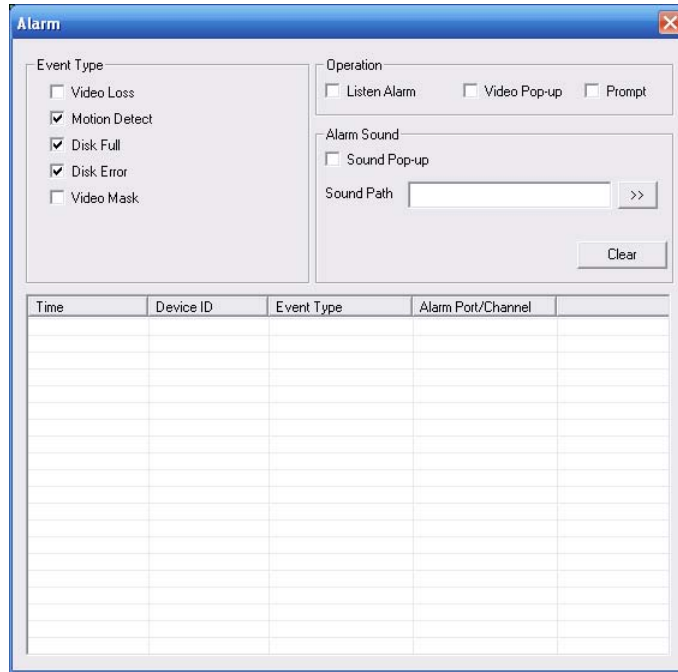 Alarm
Event Type
Video Loss
Motion Detect
Disk Full
Disk Error
Video Mask
Operation
Listen Alarm Video Pop-up Prompt
Alarm Sound
Sound Pop-up
Sound Path >>
Clear
Time Device ID Event Type Alarm Port/Channel